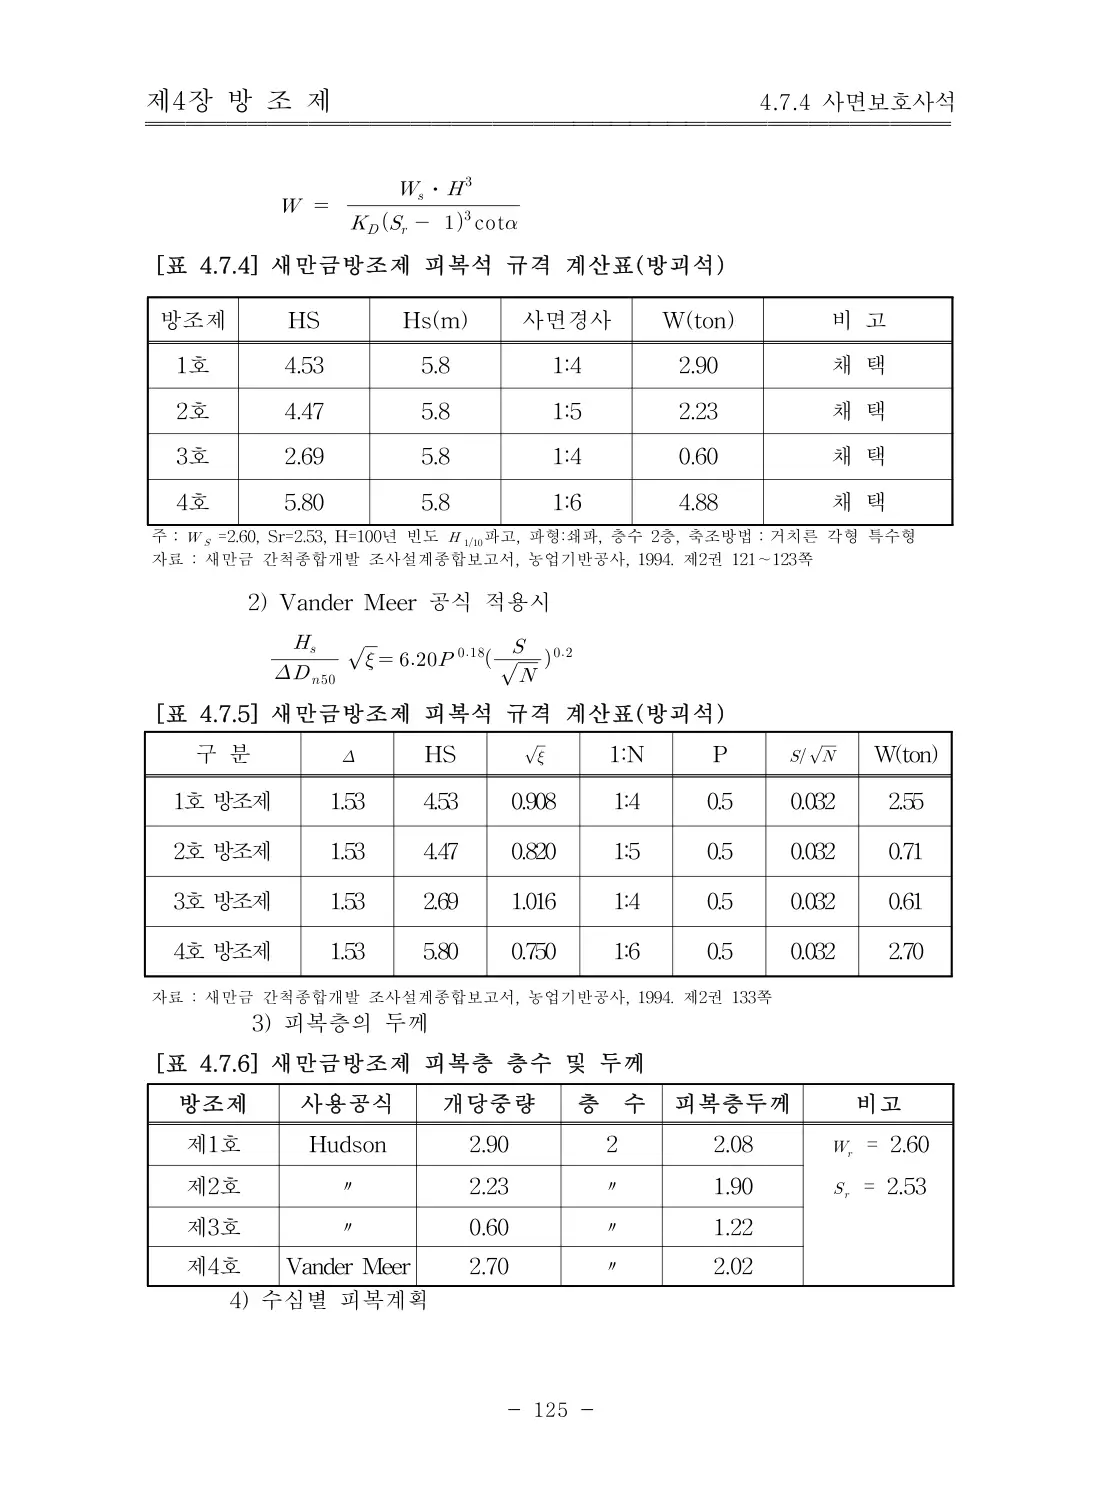 제4장 방 조 제 4.7.4 사면보호사석
W = W_s · H^3 / K_D(S_r - 1)^3 cotα
[표 4.7.4] 새만금방조제 피복석 규격 계산표(방괴석)
방조제 HS Hs(m) 사면경사 W(ton) 비 고
1호 4.53 5.8 1:4 2.90 채 택
2호 4.47 5.8 1:5 2.23 채 택
3호 2.69 5.8 1:4 0.60 채 택
4호 5.80 5.8 1:6 4.88 채 택
주 : W_S =2.60, Sr=2.53, H=100년 빈도 H_1/10파고, 파형:쇄파, 층수 2층, 축조방법 : 거치른 각형 특수형
자료 : 새만금 간척종합개발 조사설계종합보고서, 농업기반공사, 1994. 제2권 121~123쪽
2) Vander Meer 공식 적용시
H_s / ΔD_n50 √ξ = 6.20P^0.18( S / √N )^0.2
[표 4.7.5] 새만금방조제 피복석 규격 계산표(방괴석)
구 분 Δ HS √ξ 1:N P S/√N W(ton)
1호 방조제 1.53 4.53 0.908 1:4 0.5 0.032 2.55
2호 방조제 1.53 4.47 0.820 1:5 0.5 0.032 0.71
3호 방조제 1.53 2.69 1.016 1:4 0.5 0.032 0.61
4호 방조제 1.53 5.80 0.750 1:6 0.5 0.032 2.70
자료 : 새만금 간척종합개발 조사설계종합보고서, 농업기반공사, 1994. 제2권 133쪽
3) 피복층의 두께
[표 4.7.6] 새만금방조제 피복층 층수 및 두께
방조제 사용공식 개당중량 층 수 피복층두께 비고
제1호 Hudson 2.90 2 2.08 W_r = 2.60
제2호 〃 2.23 〃 1.90 S_r = 2.53
제3호 〃 0.60 〃 1.22
제4호 Vander Meer 2.70 〃 2.02
4) 수심별 피복계획
- 125 -